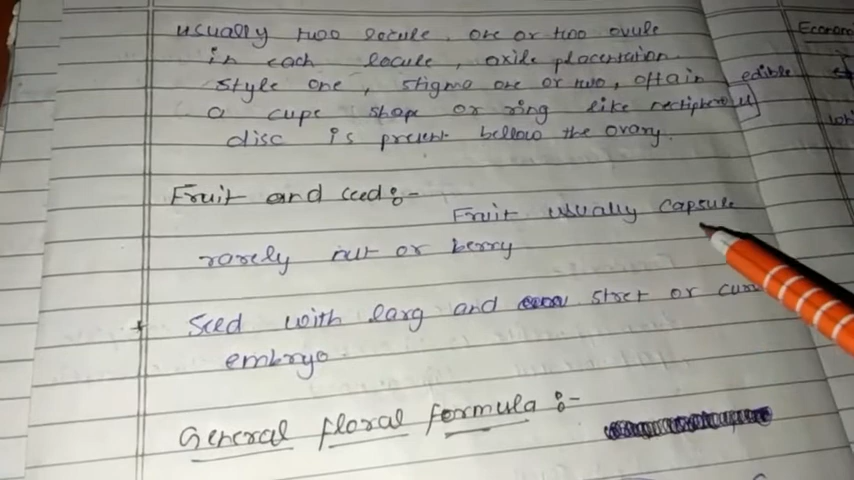 usually two locule, one or two ovule
in each locule, axile placentation
style one, stigma one or two, oftain
a cupe shape or ring like
disc is present bellow the ovary.
Fruit and seed :-
Fruit usually capsule
rarely nut or berry
Seed with larg and stret or
embryo.
General floral formula :-
edible